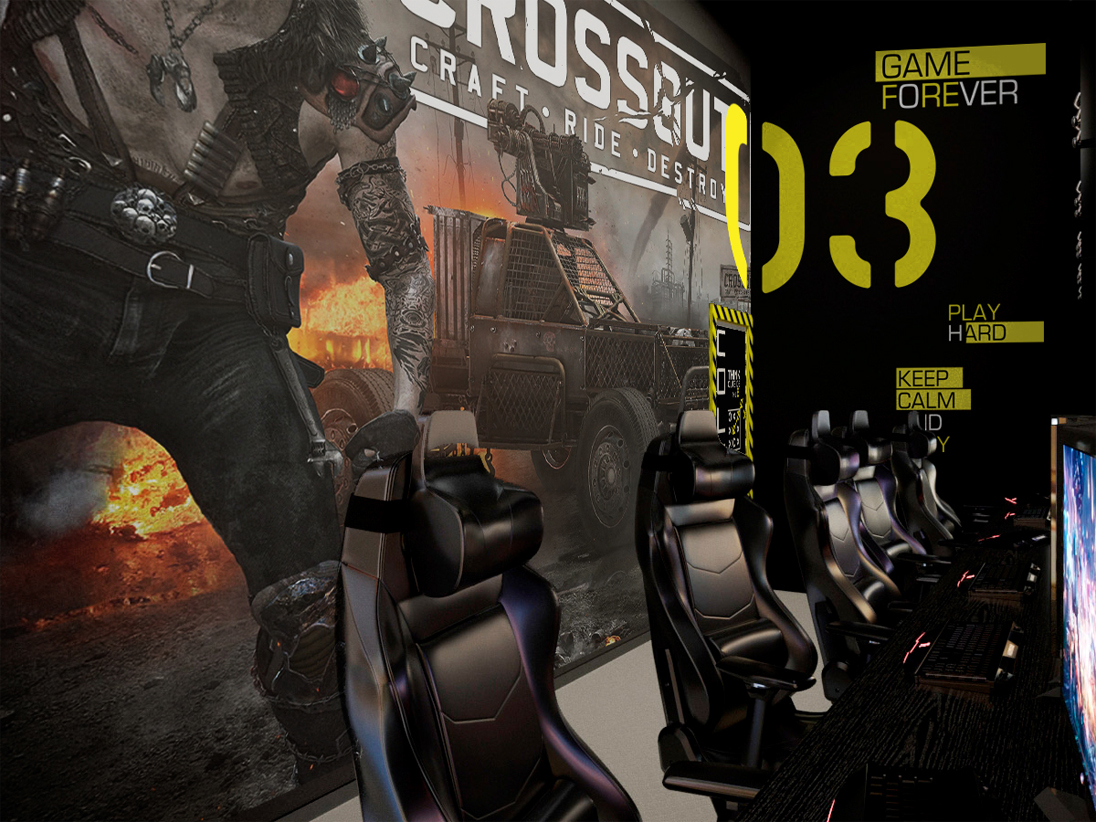 CROSSOUT
CRAFT • RIDE • DESTROY
GAME
FOREVER
03
PLAY
HARD
KEEP
CALM